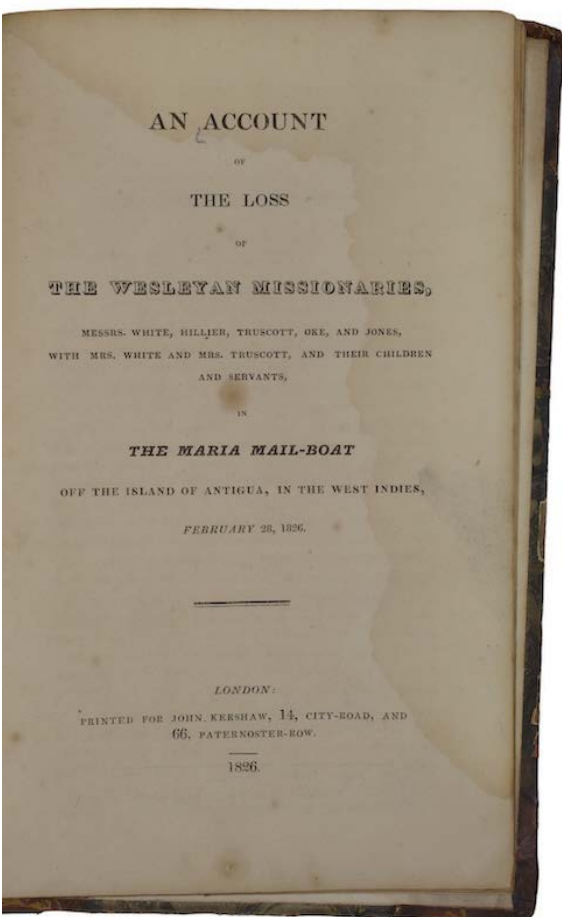 AN ACCOUNT
OF
THE LOSS
OF
THE WESLEYAN MISSIONARIES,
MESSRS. WHITE, HILLIER, TRUSCOTT, OKE, AND JONES,
WITH MRS. WHITE AND MRS. TRUSCOTT, AND THEIR CHILDREN
AND SERVANTS,
IN
THE MARIA MAIL-BOAT
OFF THE ISLAND OF ANTIGUA, IN THE WEST INDIES,
FEBRUARY 28, 1826.
LONDON:
PRINTED FOR JOHN KERSHAW, 14, CITY-ROAD, AND
66, PATERNOSTER-ROW.
1826.